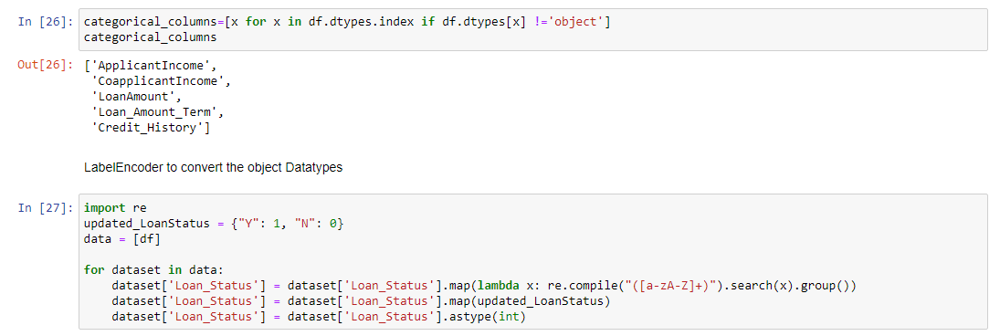 In [26]: categorical_columns=[x for x in df.dtypes.index if df.dtypes[x] !='object']
categorical_columns
Out[26]: ['ApplicantIncome',
'CoapplicantIncome',
'LoanAmount',
'Loan_Amount_Term',
'Credit_History']
LabelEncoder to convert the object Datatypes
In [27]: import re
updated_LoanStatus = {"Y": 1, "N": 0}
data = [df]
for dataset in data:
    dataset['Loan_Status'] = dataset['Loan_Status'].map(lambda x: re.compile("([a-zA-Z]+)").search(x).group())
    dataset['Loan_Status'] = dataset['Loan_Status'].map(updated_LoanStatus)
    dataset['Loan_Status'] = dataset['Loan_Status'].astype(int)